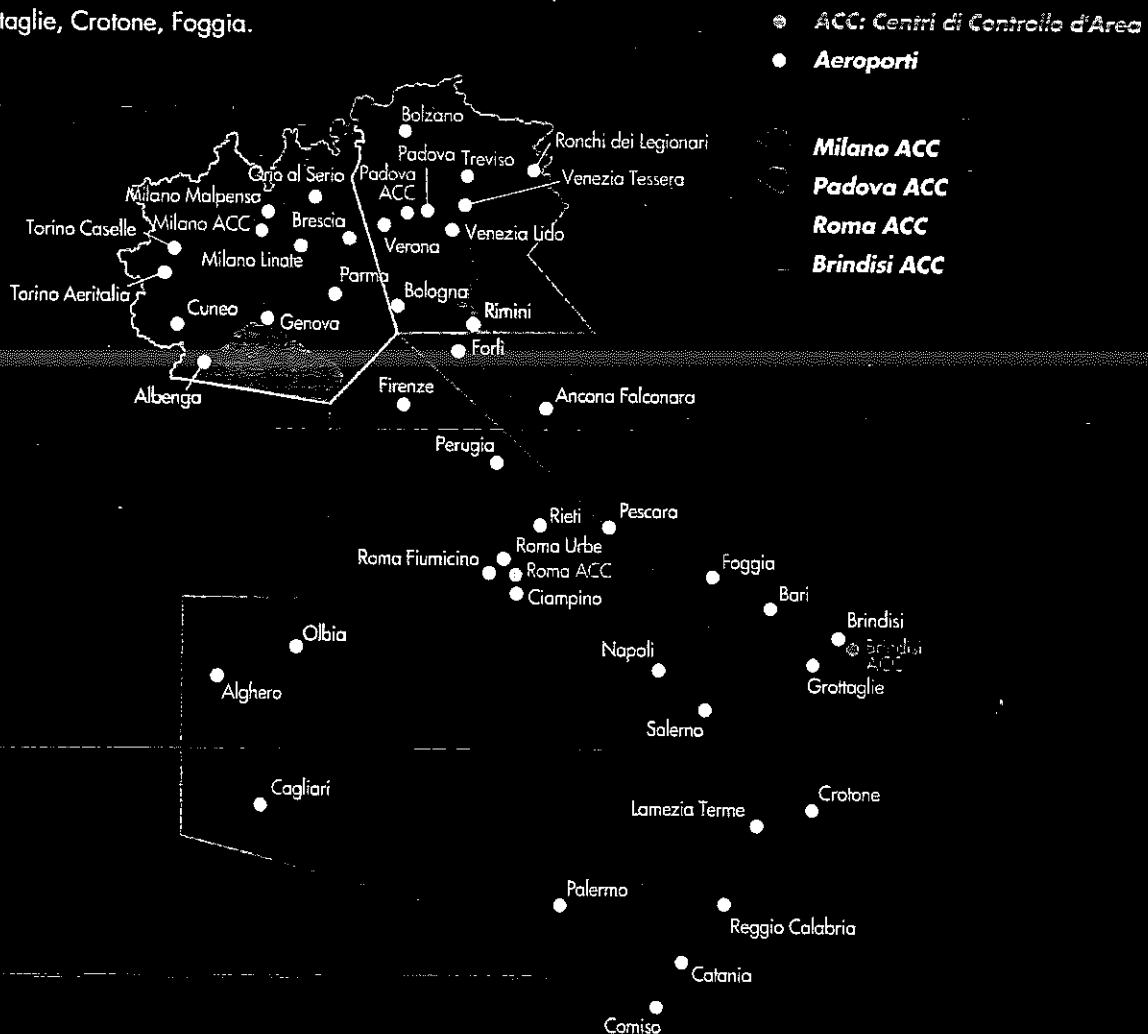 taglie, Crotone, Foggia.
ACC: Centri di Controllo d'Area
Aeroporti
Milano ACC
Padova ACC
Roma ACC
Brindisi ACC
Bolzano
Ronchi dei Legionari
Padova
Treviso
Orio al Serio
Padova
ACC
Venezia Tessera
Milano Malpensa
Torino Caselle
Milano ACC
Brescia
Verona
Venezia Lido
Milano Linate
Torino Aeritalia
Parma
Bologna
Cuneo
Genova
Rimini
Forlì
Albenga
Firenze
Ancona Falconara
Perugia
Rieti
Pescara
Roma Urbe
Roma Fiumicino
Roma ACC
Foggia
Ciampino
Bari
Brindisi
Olbia
Napoli
Brindisi
ACC
Alghero
Grottaglie
Salerno
Cagliari
Lamezia Terme
Crotone
Palermo
Reggio Calabria
Catania
Comiso